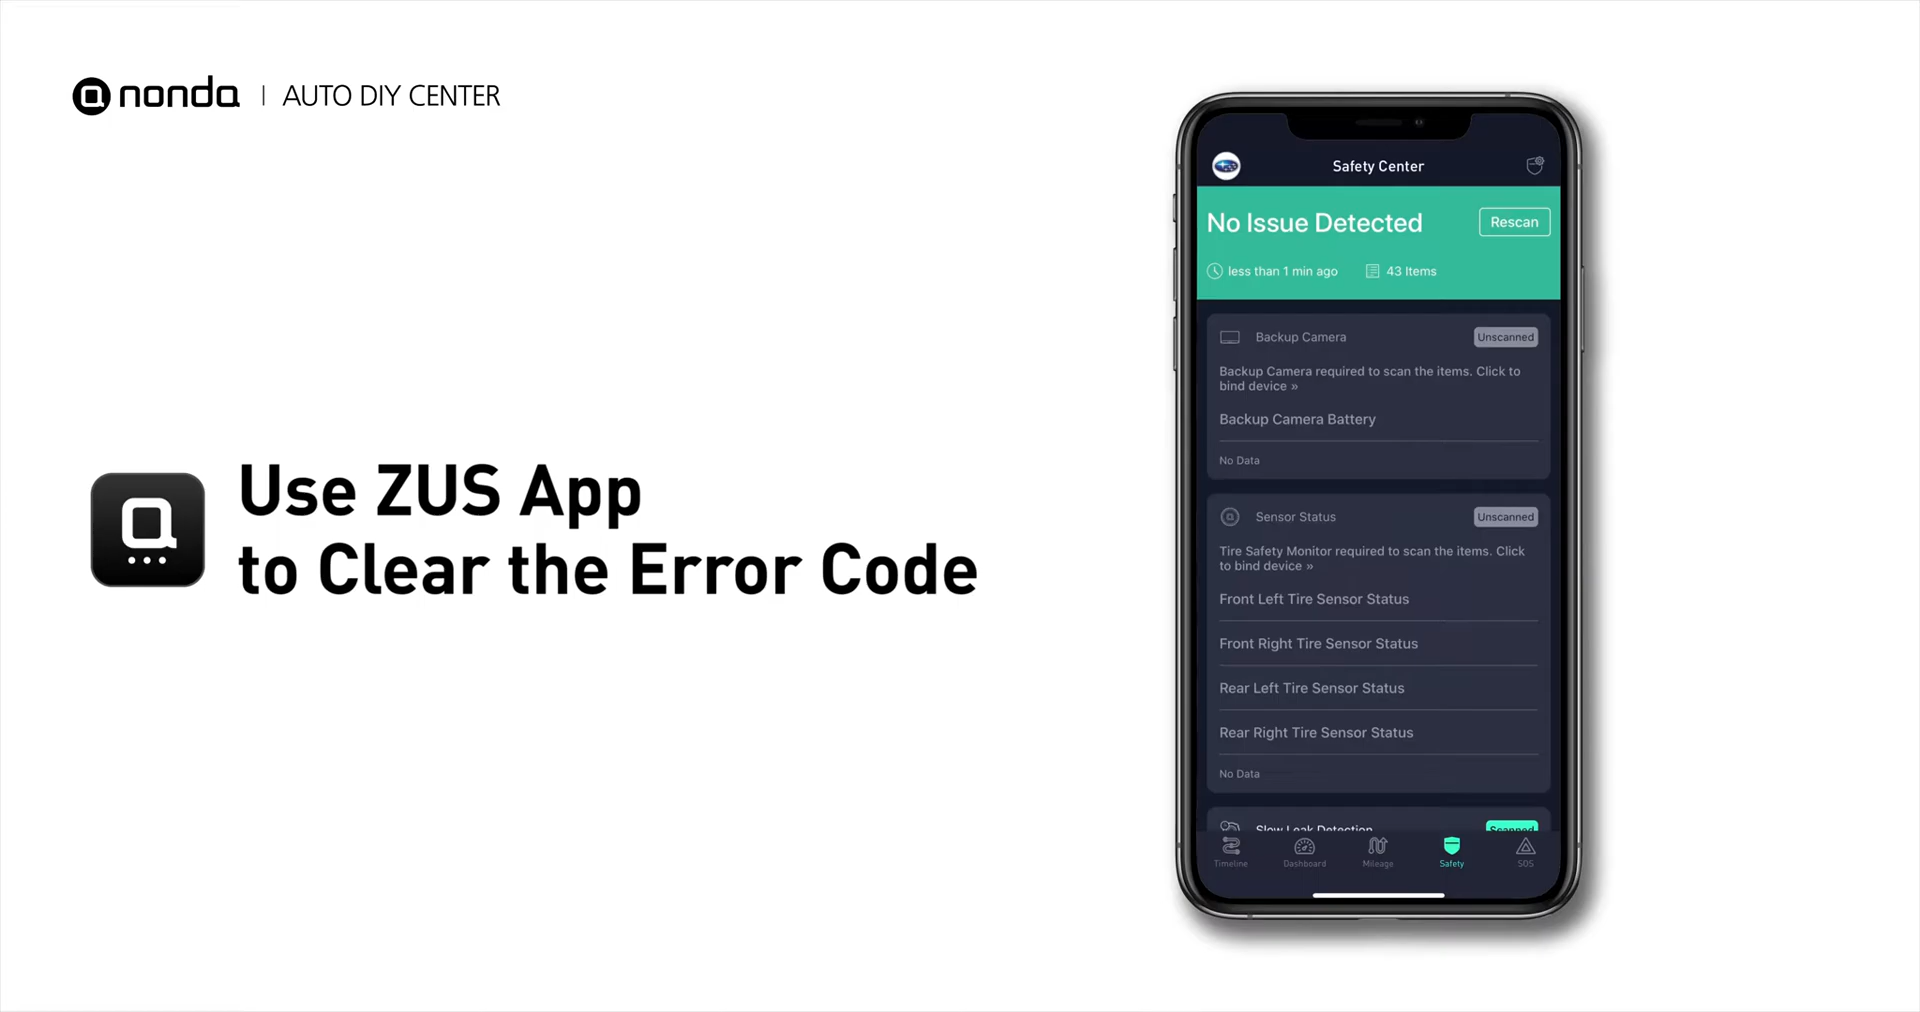 nonda | AUTO DIY CENTER
Use ZUS App
to Clear the Error Code
Safety Center
No Issue Detected
Rescan
less than 1 min ago
43 Items
Backup Camera
Unscanned
Backup Camera required to scan the items. Click to
bind device »
Backup Camera Battery
No Data
Sensor Status
Unscanned
Tire Safety Monitor required to scan the items. Click
to bind device »
Front Left Tire Sensor Status
Front Right Tire Sensor Status
Rear Left Tire Sensor Status
Rear Right Tire Sensor Status
No Data
Slow Leak Detection
Scanned
Timeline
Dashboard
Mileage
Safety
SOS